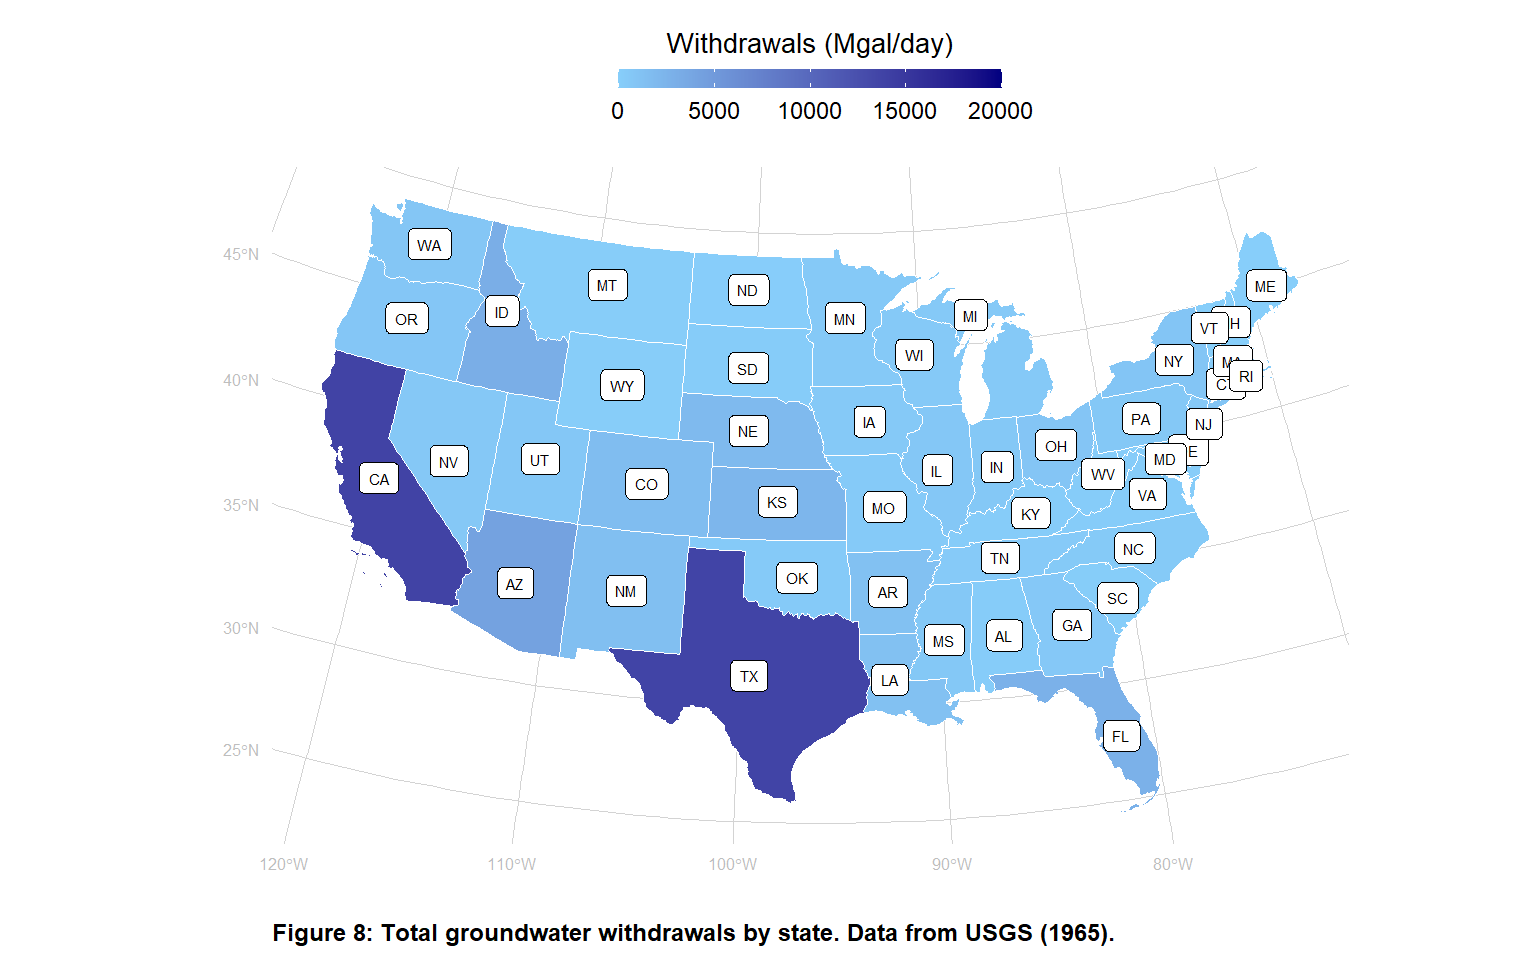 Withdrawals (Mgal/day)
0 5000 10000 15000 20000
45°N
40°N
35°N
30°N
25°N
WA
MT
ND
ME
ID
OR
MN
MI
VT
H
WI
NY
SD
WY
RI
IA
PA
NJ
NE
OH
NV
UT
IL
IN
MD
E
WV
CA
CO
KS
MO
VA
KY
NC
TN
AZ
NM
OK
AR
SC
MS
AL
GA
TX
LA
FL
120°W 110°W 100°W 90°W 80°W
Figure 8: Total groundwater withdrawals by state. Data from USGS (1965).